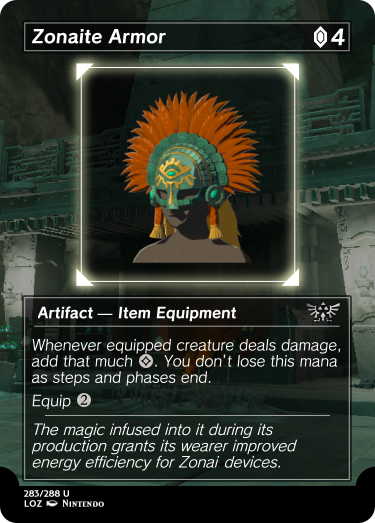 Zonaite Armor 4
Artifact — Item Equipment
Whenever equipped creature deals damage,
add that much . You don't lose this mana
as steps and phases end.
Equip 2
The magic infused into it during its
production grants its wearer improved
energy efficiency for Zonai devices.
283/288 U
LOZ Nintendo